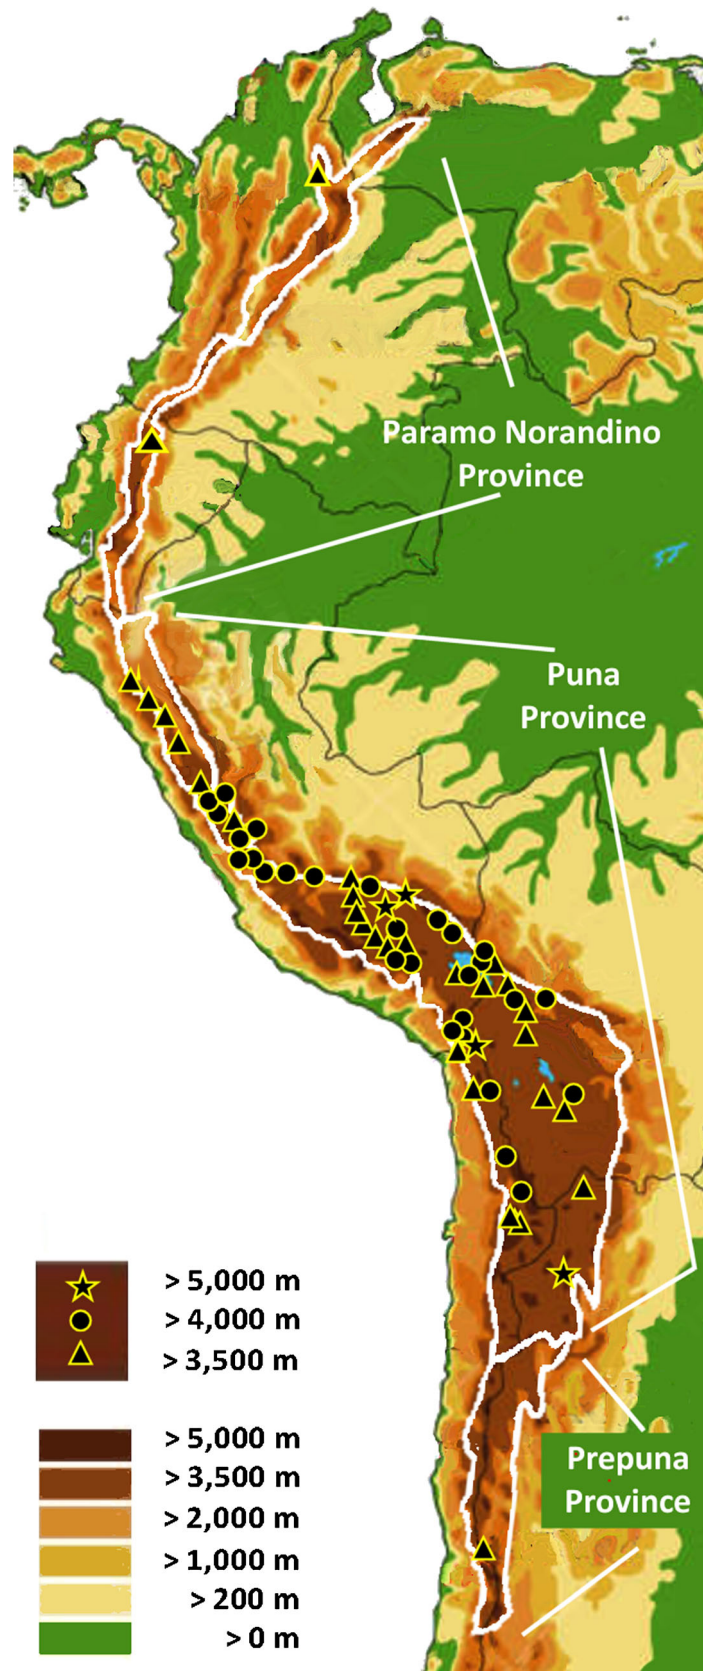 Paramo Norandino
Province
Puna
Province
> 5,000 m
> 4,000 m
> 3,500 m
> 5,000 m
> 3,500 m
> 2,000 m
> 1,000 m
> 200 m
> 0 m
Prepuna
Province